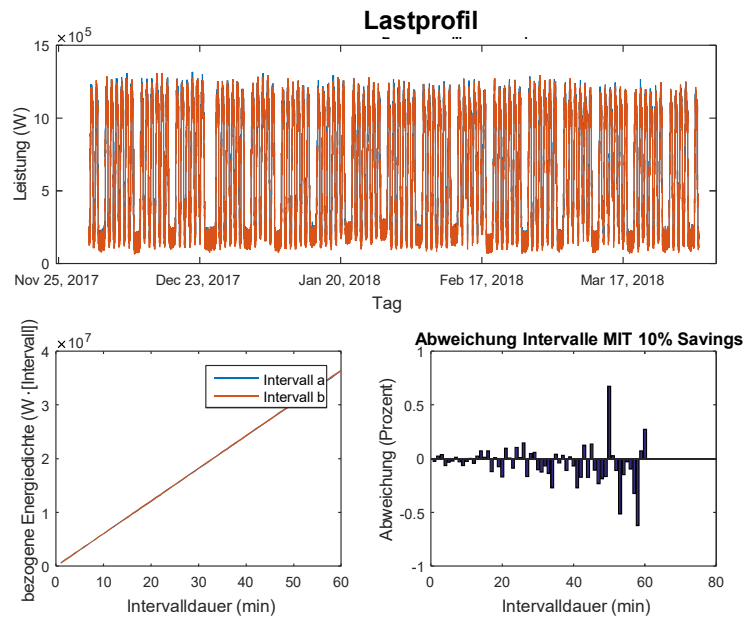 Lastprofil
×10⁵
15
10
5
0
Leistung (W)
Nov 25, 2017
Dec 23, 2017
Jan 20, 2018
Feb 17, 2018
Mar 17, 2018
Tag
×10⁷
4
3
2
1
0
bezogene Energiedichte (W·[Intervall])
Intervall a
Intervall b
0 10 20 30 40 50 60
Intervalldauer (min)
Abweichung Intervalle MIT 10% Savings
1
0.5
0
-0.5
-1
Abweichung (Prozent)
0 20 40 60 80
Intervalldauer (min)